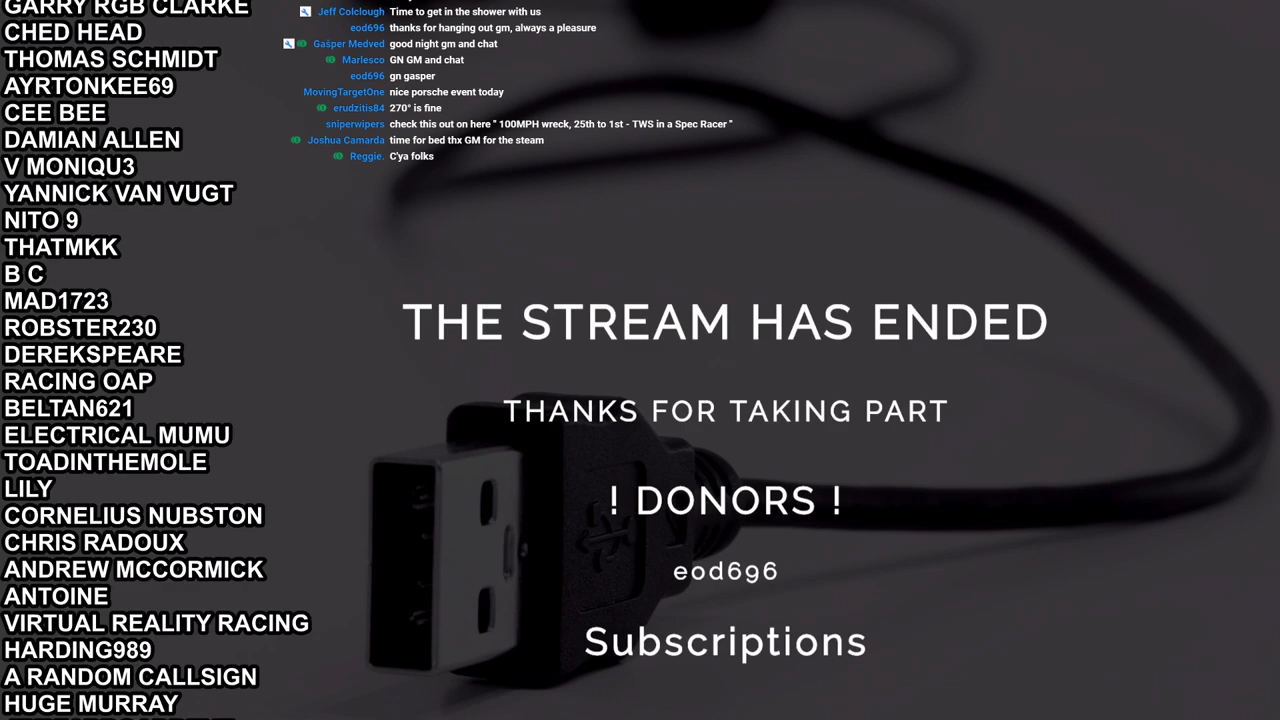 GARRY RGB CLARKE
CHED HEAD
THOMAS SCHMIDT
AYRTONKEE69
CEE BEE
DAMIAN ALLEN
V MONIQU3
YANNICK VAN VUGT
NITO 9
THATMKK
B C
MAD1723
ROBSTER230
DEREKSPEARE
RACING OAP
BELTAN621
ELECTRICAL MUMU
TOADINTHEMOLE
LILY
CORNELIUS NUBSTON
CHRIS RADOUX
ANDREW MCCORMICK
ANTOINE
VIRTUAL REALITY RACING
HARDING989
A RANDOM CALLSIGN
HUGE MURRAY
Jeff Colclough Time to get in the shower with us
eod696 thanks for hanging out gm, always a pleasure
Gašper Medved good night gm and chat
Marlesco GN GM and chat
eod696 gn gasper
MovingTargetOne nice porsche event today
erudzitis84 270° is fine
sniperwipers check this out on here " 100MPH wreck, 25th to 1st - TWS in a Spec Racer "
Joshua Camarda time for bed thx GM for the steam
Reggie. C'ya folks
THE STREAM HAS ENDED
THANKS FOR TAKING PART
! DONORS !
eod696
Subscriptions